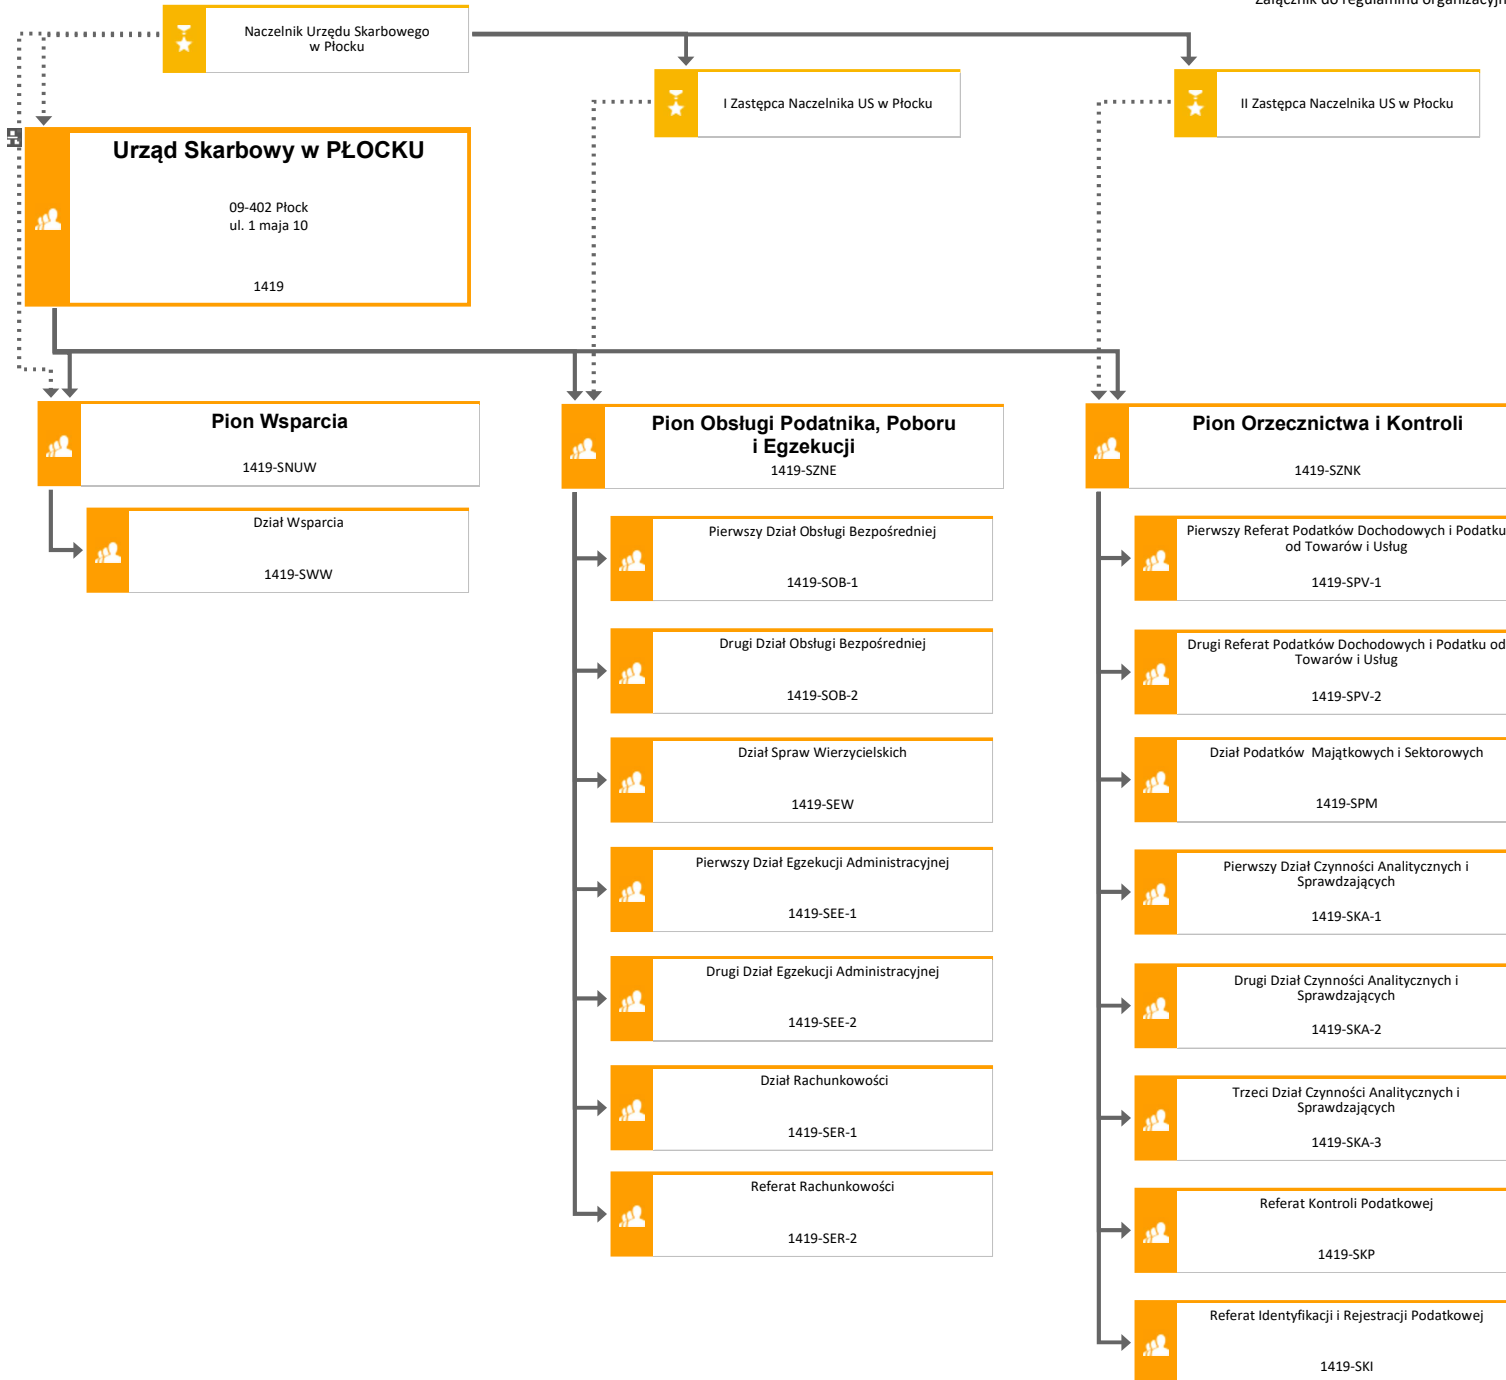 Załącznik do regulaminu
Naczelnik Urzędu Skarbowego
w Płocku
I Zastępca Naczelnika US w Płocku
II Zastępca Naczelnika US w Płocku
Urząd Skarbowy w PŁOCKU
09-402 Płock
ul. 1 maja 10
1419
Pion Wsparcia
1419-SNUW
Dział Wsparcia
1419-SWW
Pion Obsługi Podatnika, Poboru
i Egzekucji
1419-SZNE
Pierwszy Dział Obsługi Bezpośredniej
1419-SOB-1
Drugi Dział Obsługi Bezpośredniej
1419-SOB-2
Dział Spraw Wierzycielskich
1419-SEW
Pierwszy Dział Egzekucji Administracyjnej
1419-SEE-1
Drugi Dział Egzekucji Administracyjnej
1419-SEE-2
Dział Rachunkowości
1419-SER-1
Referat Rachunkowości
1419-SER-2
Pion Orzecznictwa i Kontroli
1419-SZNK
Pierwszy Referat Podatków Dochodowych i Podatku
od Towarów i Usług
1419-SPV-1
Drugi Referat Podatków Dochodowych i Podatku od
Towarów i Usług
1419-SPV-2
Dział Podatków Majątkowych i Sektorowych
1419-SPM
Pierwszy Dział Czynności Analitycznych i
Sprawdzających
1419-SKA-1
Drugi Dział Czynności Analitycznych i
Sprawdzających
1419-SKA-2
Trzeci Dział Czynności Analitycznych i
Sprawdzających
1419-SKA-3
Referat Kontroli Podatkowej
1419-SKP
Referat Identyfikacji i Rejestracji Podatkowej
1419-SKI